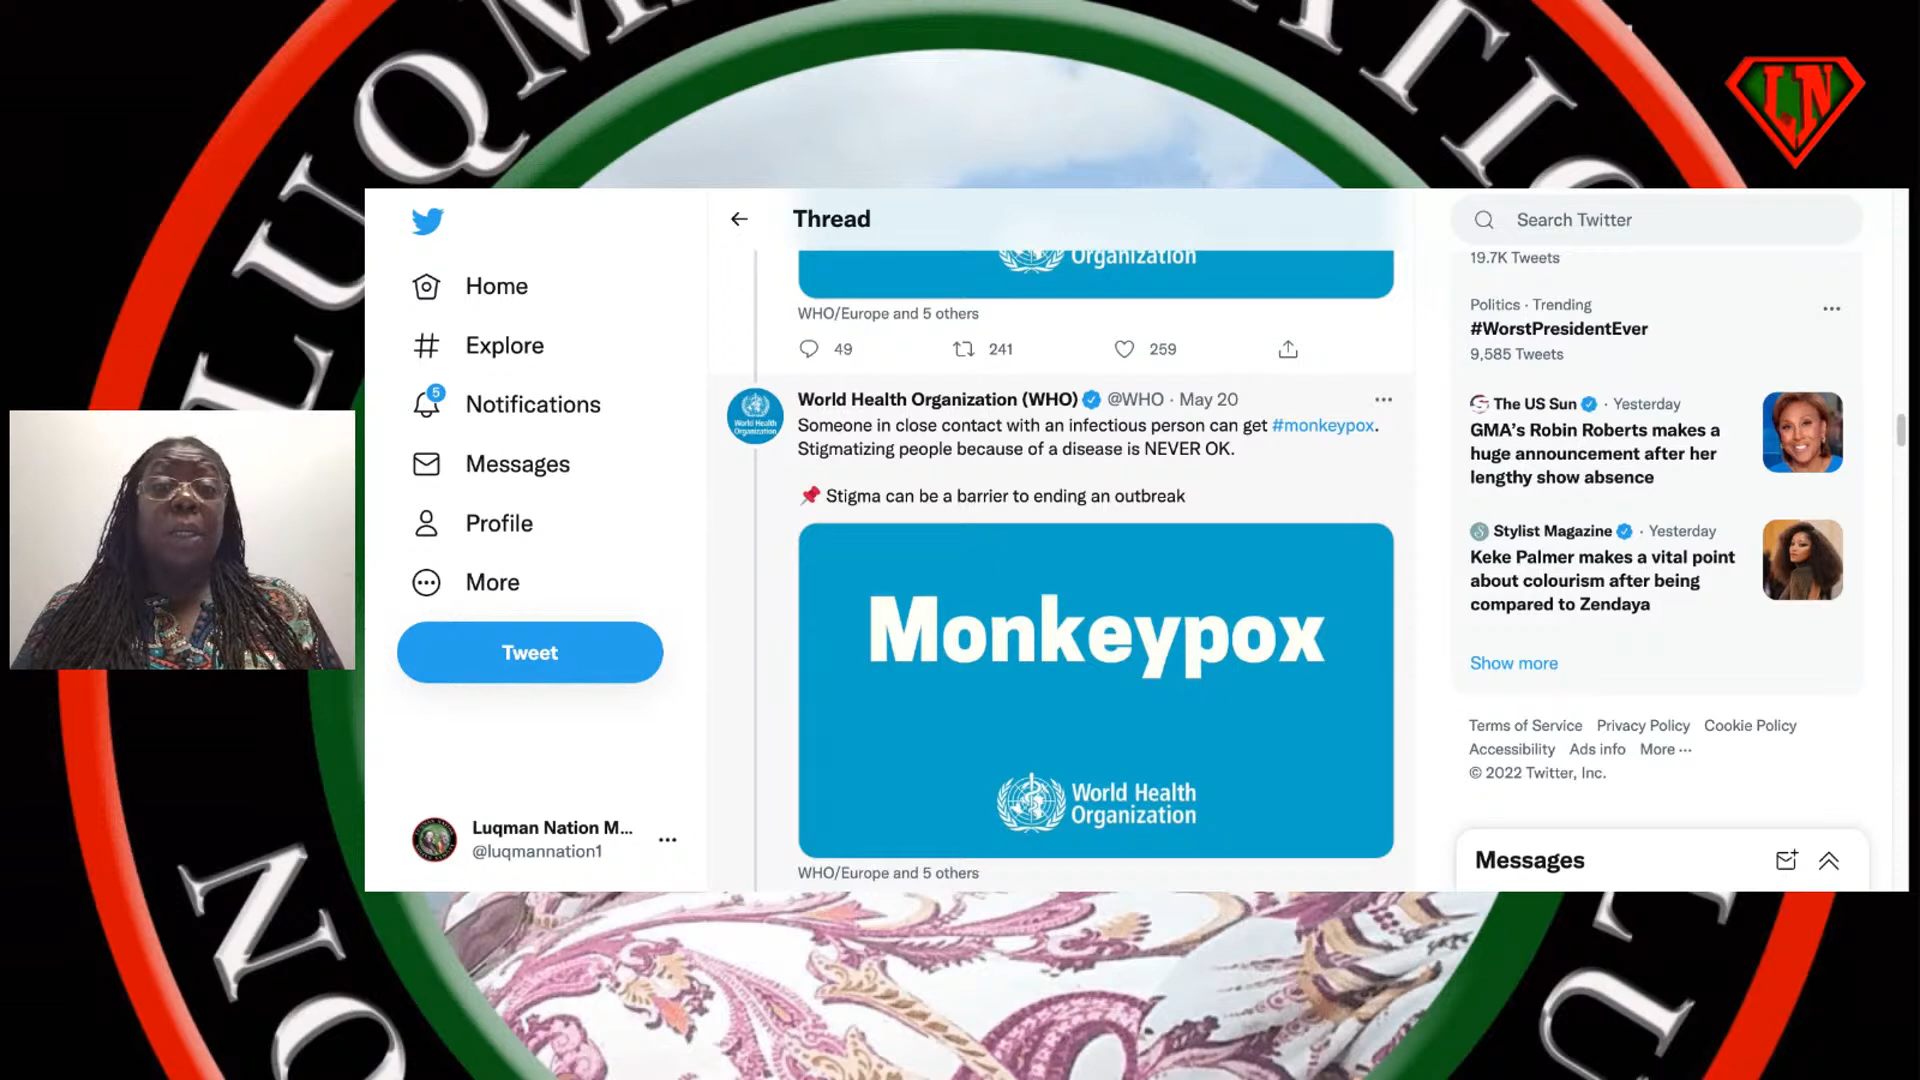 LUQM
ATIO
LN
Home
Explore
5
Notifications
Messages
Profile
More
Tweet
Luqman Nation M...
@luqmannation1
Thread
Organization
WHO/Europe and 5 others
49
241
259
World Health Organization (WHO) @WHO · May 20
Someone in close contact with an infectious person can get #monkeypox.
Stigmatizing people because of a disease is NEVER OK.
Stigma can be a barrier to ending an outbreak
Monkeypox
World Health
Organization
WHO/Europe and 5 others
Search Twitter
19.7K Tweets
Politics · Trending
#WorstPresidentEver
9,585 Tweets
The US Sun · Yesterday
GMA's Robin Roberts makes a
huge announcement after her
lengthy show absence
Stylist Magazine · Yesterday
Keke Palmer makes a vital point
about colourism after being
compared to Zendaya
Show more
Terms of Service Privacy Policy Cookie Policy
Accessibility Ads info More ···
© 2022 Twitter, Inc.
Messages